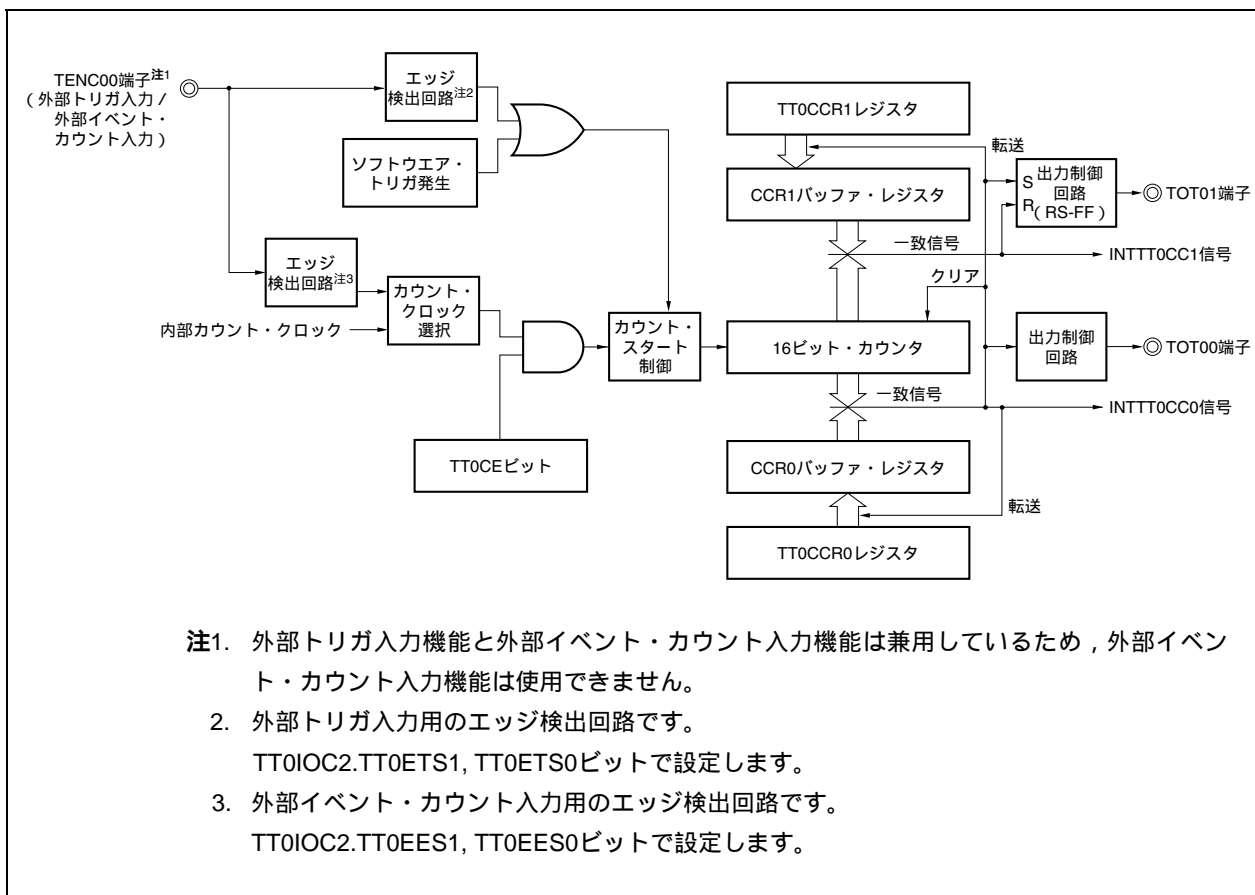 TENC00端子注1
（外部トリガ入力／
外部イベント・
カウント入力）
エッジ
検出回路注2
ソフトウエア・
トリガ発生
エッジ
検出回路注3
内部カウント・クロック
カウント・
クロック
選択
TT0CEビット
カウント・
スタート
制御
TT0CCR1レジスタ
転送
CCR1バッファ・レジスタ
S
R
出力制御
回路
（RS-FF）
TOT01端子
一致信号
INTTT0CC1信号
クリア
16ビット・カウンタ
出力制御
回路
TOT00端子
一致信号
INTTT0CC0信号
CCR0バッファ・レジスタ
転送
TT0CCR0レジスタ
注1. 外部トリガ入力機能と外部イベント・カウント入力機能は兼用しているため，外部イベン
ト・カウント入力機能は使用できません。
2. 外部トリガ入力用のエッジ検出回路です。
TT0IOC2.TT0ETS1, TT0ETS0ビットで設定します。
3. 外部イベント・カウント入力用のエッジ検出回路です。
TT0IOC2.TT0EES1, TT0EES0ビットで設定します。